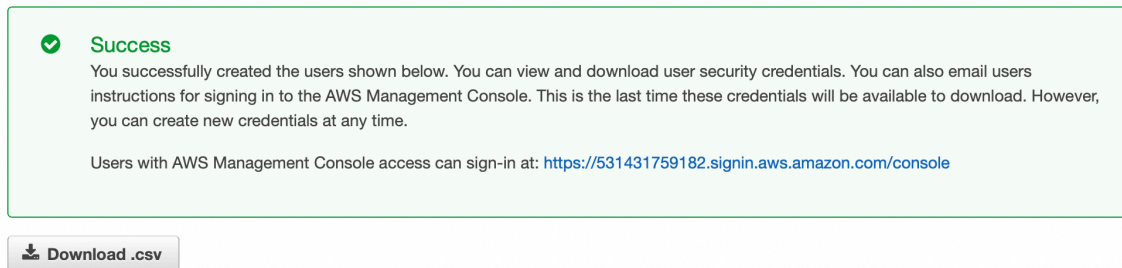 Success
You successfully created the users shown below. You can view and download user security credentials. You can also email users
instructions for signing in to the AWS Management Console. This is the last time these credentials will be available to download. However,
you can create new credentials at any time.
Users with AWS Management Console access can sign-in at: https://531431759182.signin.aws.amazon.com/console
Download .csv